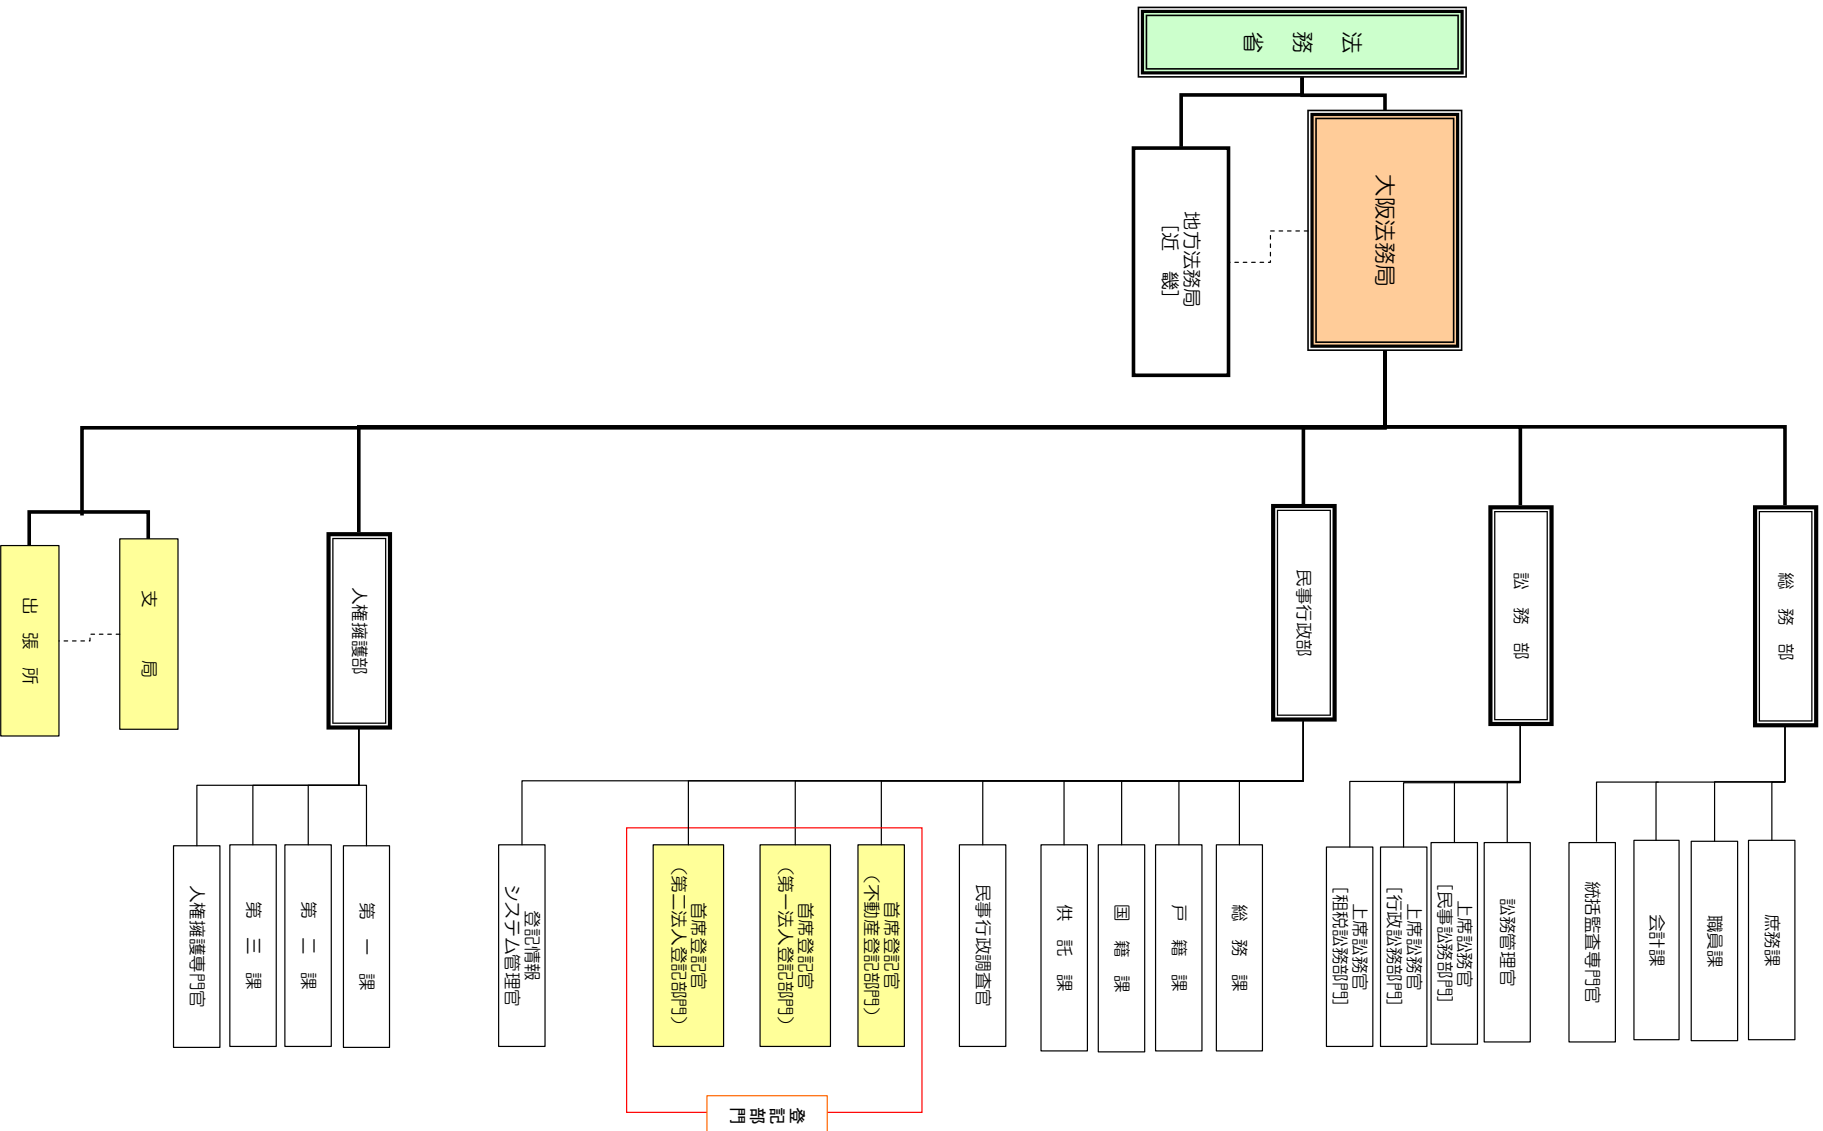 法務省
大阪法務局
地方法務局
[近　畿]
総　務　部
訟　務　部
民事行政部
人権擁護部
支　　局
出　張　所
庶務課
職員課
会計課
統括監査専門官
訟務管理官
上席訟務官
[民事訟務部門]
上席訟務官
[行政訟務部門]
上席訟務官
[租税訟務部門]
総　務　課
戸　籍　課
国　籍　課
供　託　課
民事行政調査官
首席登記官
（不動産登記部門）
首席登記官
（第一法人登記部門）
首席登記官
（第二法人登記部門）
登記情報
システム管理官
第　一　課
第　二　課
第　三　課
人権擁護専門官
登記部門